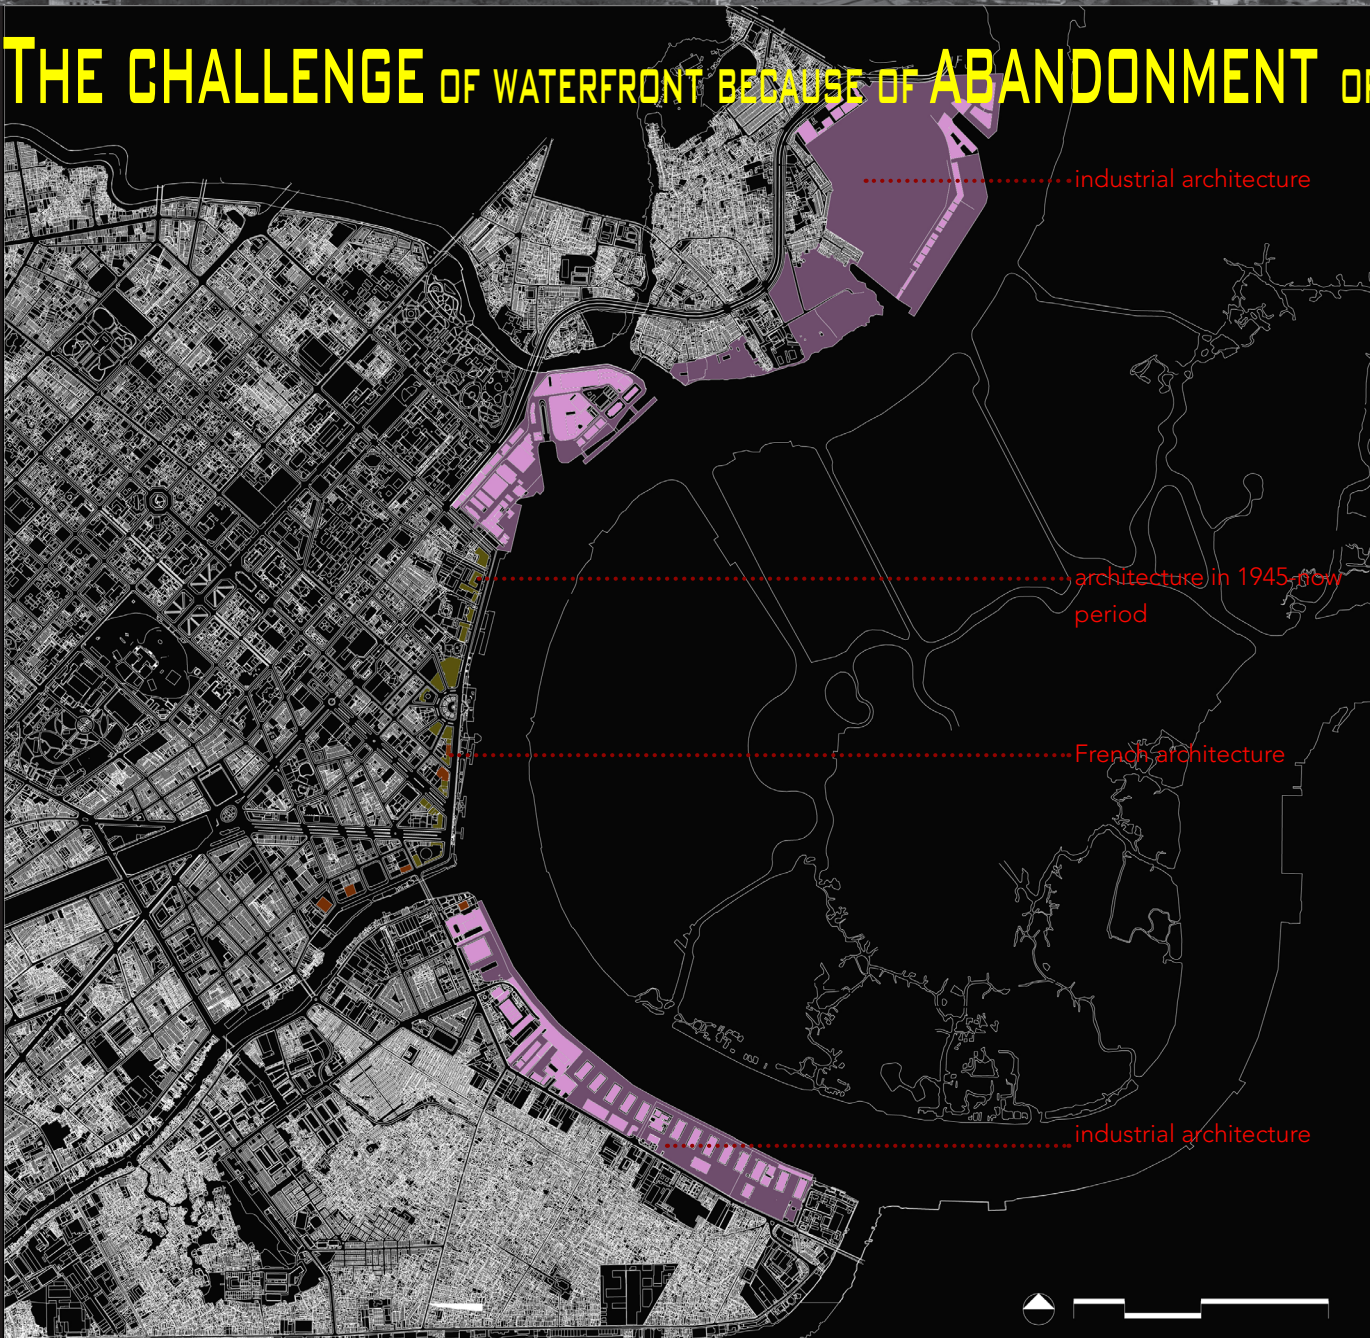 THE CHALLENGE OF WATERFRONT BECAUSE OF ABANDONMENT
industrial architecture
architecture in 1945-now
period
French architecture
industrial architecture